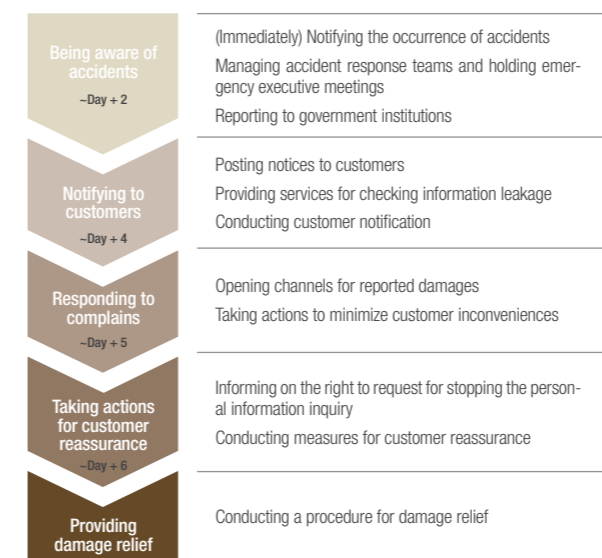 Being aware of
accidents
~Day + 2
(Immediately) Notifying the occurrence of accidents
Managing accident response teams and holding emer-
gency executive meetings
Reporting to government institutions
Notifying to
customers
~Day + 4
Posting notices to customers
Providing services for checking information leakage
Conducting customer notification
Responding to
complains
~Day + 5
Opening channels for reported damages
Taking actions to minimize customer inconveniences
Taking actions
for customer
reassurance
~Day + 6
Informing on the right to request for stopping the person-
al information inquiry
Conducting measures for customer reassurance
Providing
damage relief
Conducting a procedure for damage relief